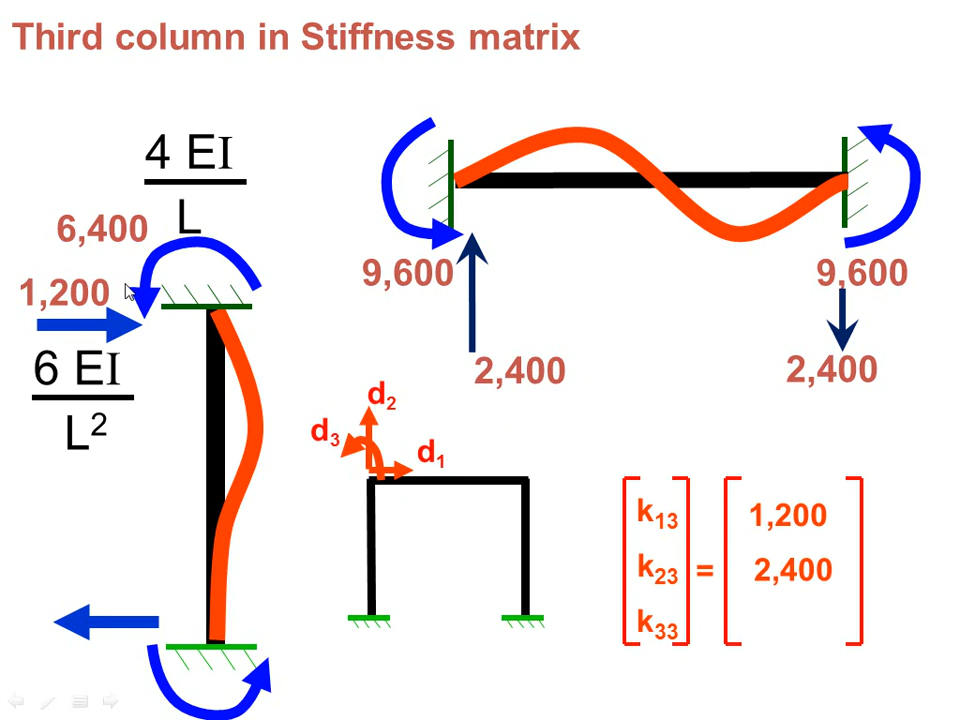 Third column in Stiffness matrix
4 EI
L
6,400
1,200
6 EI
L²
9,600
9,600
2,400
2,400
d₂
d₃
d₁
k₁₃
k₂₃
k₃₃
=
1,200
2,400